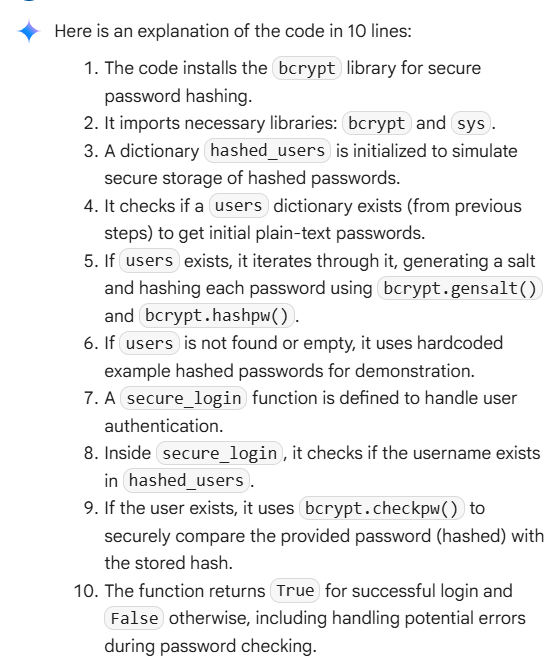 Here is an explanation of the code in 10 lines:
1. The code installs the bcrypt library for secure
password hashing.
2. It imports necessary libraries: bcrypt and sys.
3. A dictionary hashed_users is initialized to simulate
secure storage of hashed passwords.
4. It checks if a users dictionary exists (from previous
steps) to get initial plain-text passwords.
5. If users exists, it iterates through it, generating a salt
and hashing each password using bcrypt.gensalt()
and bcrypt.hashpw().
6. If users is not found or empty, it uses hardcoded
example hashed passwords for demonstration.
7. A secure_login function is defined to handle user
authentication.
8. Inside secure_login, it checks if the username exists
in hashed_users.
9. If the user exists, it uses bcrypt.checkpw() to
securely compare the provided password (hashed) with
the stored hash.
10. The function returns True for successful login and
False otherwise, including handling potential errors
during password checking.